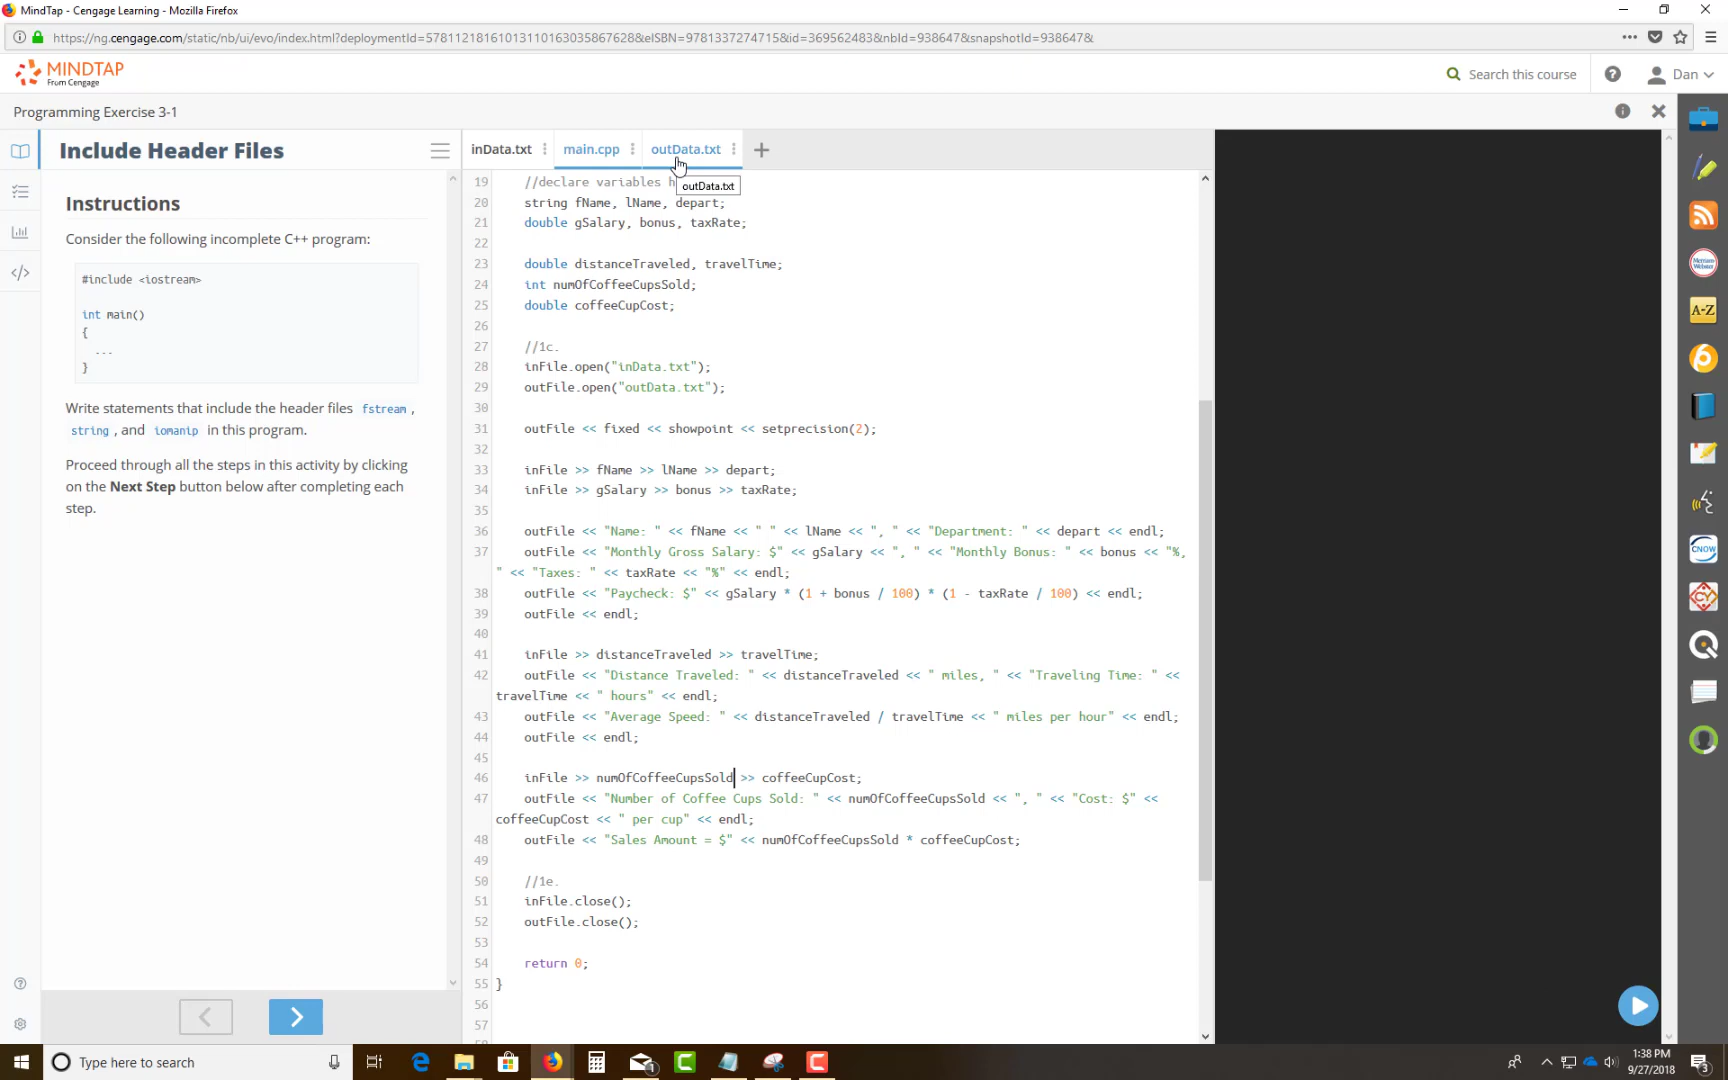 MindTap - Cengage Learning - Mozilla Firefox
https://ng.cengage.com/static/nb/ui/evo/index.html?deploymentId=57811218161013110163035867628&eISBN=9781337274715&id=369562483&nbId=938647&snapshotId=938647&
MINDTAP
From Cengage
Search this course
Dan
Programming Exercise 3-1
Include Header Files
Instructions
Consider the following incomplete C++ program:
#include <iostream>
int main()
{
...
}
Write statements that include the header files fstream ,
string , and iomanip in this program.
Proceed through all the steps in this activity by clicking
on the Next Step button below after completing each
step.
inData.txt
main.cpp
outData.txt
outData.txt
19 //declare variables h
20 string fName, lName, depart;
21 double gSalary, bonus, taxRate;
22
23 double distanceTraveled, travelTime;
24 int numOfCoffeeCupsSold;
25 double coffeeCupCost;
26
27 //1c.
28 inFile.open("inData.txt");
29 outFile.open("outData.txt");
30
31 outFile << fixed << showpoint << setprecision(2);
32
33 inFile >> fName >> lName >> depart;
34 inFile >> gSalary >> bonus >> taxRate;
35
36 outFile << "Name: " << fName << " " << lName << ", " << "Department: " << depart << endl;
37 outFile << "Monthly Gross Salary: $" << gSalary << ", " << "Monthly Bonus: " << bonus << "%,
" << "Taxes: " << taxRate << "%" << endl;
38 outFile << "Paycheck: $" << gSalary * (1 + bonus / 100) * (1 - taxRate / 100) << endl;
39 outFile << endl;
40
41 inFile >> distanceTraveled >> travelTime;
42 outFile << "Distance Traveled: " << distanceTraveled << " miles, " << "Traveling Time: " <<
travelTime << " hours" << endl;
43 outFile << "Average Speed: " << distanceTraveled / travelTime << " miles per hour" << endl;
44 outFile << endl;
45
46 inFile >> numOfCoffeeCupsSold >> coffeeCupCost;
47 outFile << "Number of Coffee Cups Sold: " << numOfCoffeeCupsSold << ", " << "Cost: $" <<
coffeeCupCost << " per cup" << endl;
48 outFile << "Sales Amount = $" << numOfCoffeeCupsSold * coffeeCupCost;
49
50 //1e.
51 inFile.close();
52 outFile.close();
53
54 return 0;
55 }
56
57
A-Z
CNOW
Type here to search
1:38 PM
9/27/2018